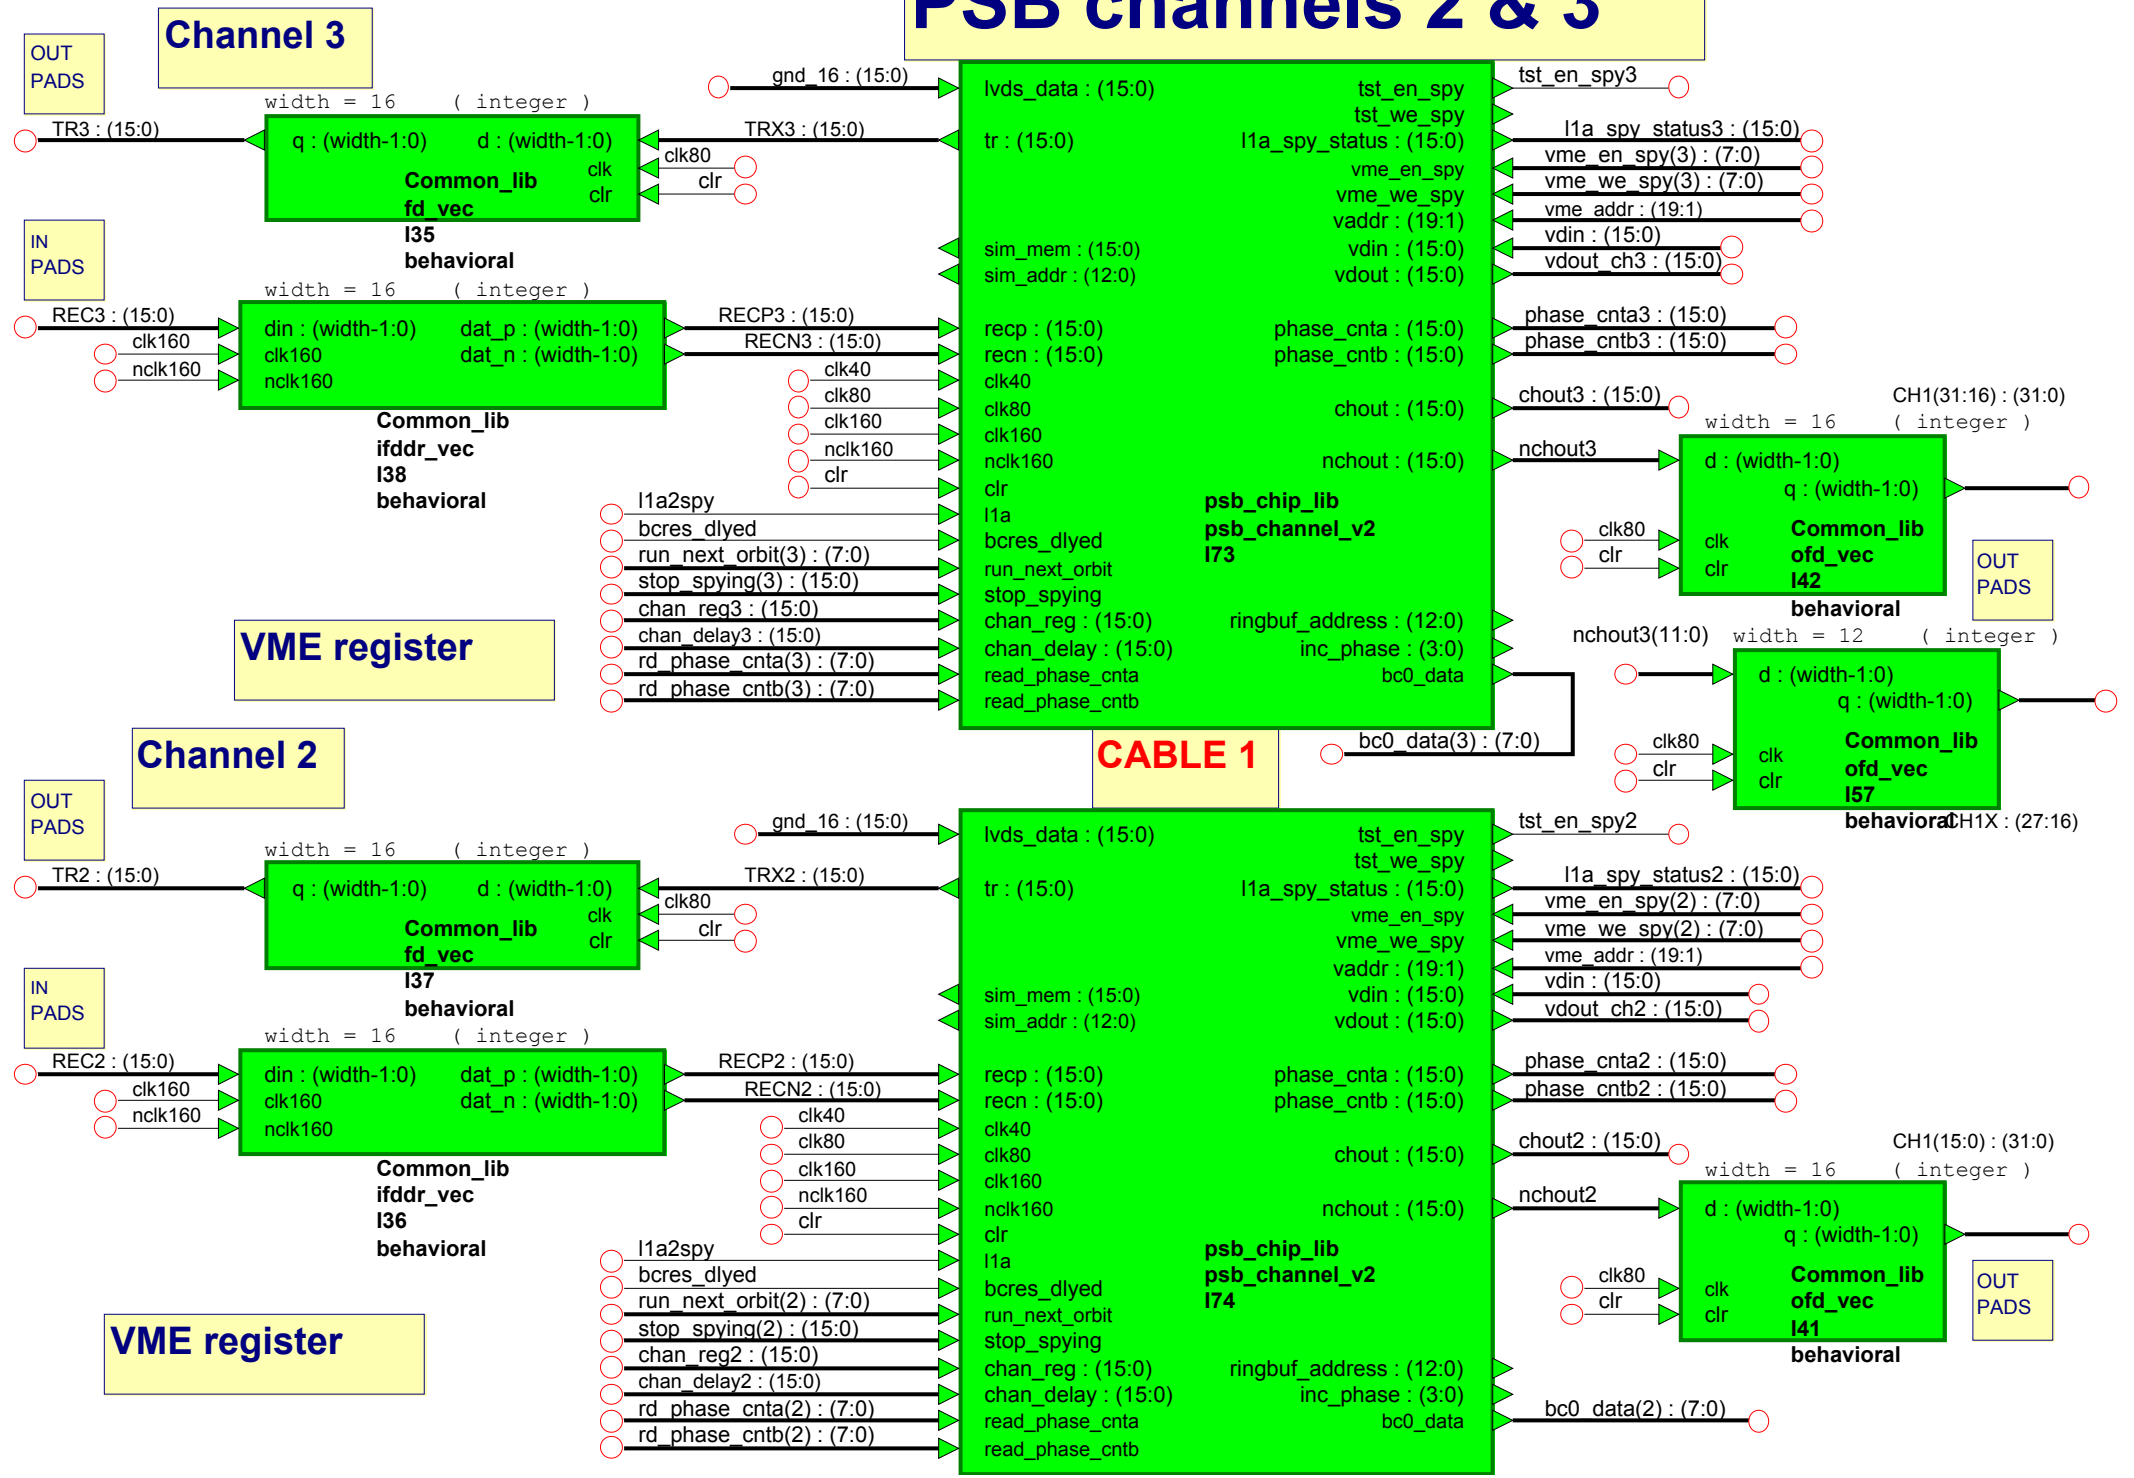 PSB channels 2 & 3
Channel 3
OUT
PADS
width = 16 ( integer )
TR3 : (15:0)
q : (width-1:0) d : (width-1:0)
clk
clr
Common_lib
fd_vec
I35
behavioral
TRX3 : (15:0)
clk80
clr
IN
PADS
width = 16 ( integer )
REC3 : (15:0)
clk160
nclk160
din : (width-1:0) dat_p : (width-1:0)
clk160 dat_n : (width-1:0)
nclk160
Common_lib
ifddr_vec
I38
behavioral
RECP3 : (15:0)
RECN3 : (15:0)
clk40
clk80
clk160
nclk160
clr
gnd_16 : (15:0)
l1a2spy
bcres_dlyed
run_next_orbit(3) : (7:0)
stop_spying(3) : (15:0)
chan_reg3 : (15:0)
chan_delay3 : (15:0)
rd_phase_cnta(3) : (7:0)
rd_phase_cntb(3) : (7:0)
VME register
lvds_data : (15:0) tst_en_spy
tst_we_spy
tr : (15:0) l1a_spy_status : (15:0)
vme_en_spy
vme_we_spy
vaddr : (19:1)
sim_mem : (15:0) vdin : (15:0)
sim_addr : (12:0) vdout : (15:0)
recp : (15:0) phase_cnta : (15:0)
recn : (15:0) phase_cntb : (15:0)
clk40
clk80 chout : (15:0)
clk160
nclk160 nchout : (15:0)
clr
l1a
bcres_dlyed
run_next_orbit
stop_spying
chan_reg : (15:0) ringbuf_address : (12:0)
chan_delay : (15:0) inc_phase : (3:0)
read_phase_cnta bc0_data
read_phase_cntb
psb_chip_lib
psb_channel_v2
I73
tst_en_spy3
l1a_spy_status3 : (15:0)
vme_en_spy(3) : (7:0)
vme_we_spy(3) : (7:0)
vme_addr : (19:1)
vdin : (15:0)
vdout_ch3 : (15:0)
phase_cnta3 : (15:0)
phase_cntb3 : (15:0)
chout3 : (15:0)
nchout3
bc0_data(3) : (7:0)
CH1(31:16) : (31:0)
width = 16 ( integer )
d : (width-1:0)
q : (width-1:0)
clk80
clr
clk
clr
Common_lib
ofd_vec
I42
behavioral
OUT
PADS
nchout3(11:0)
width = 12 ( integer )
d : (width-1:0)
q : (width-1:0)
clk80
clr
clk
clr
Common_lib
ofd_vec
I57
behavioral
CH1X : (27:16)
CABLE 1
Channel 2
OUT
PADS
width = 16 ( integer )
TR2 : (15:0)
q : (width-1:0) d : (width-1:0)
clk
clr
Common_lib
fd_vec
I37
behavioral
TRX2 : (15:0)
clk80
clr
IN
PADS
width = 16 ( integer )
REC2 : (15:0)
clk160
nclk160
din : (width-1:0) dat_p : (width-1:0)
clk160 dat_n : (width-1:0)
nclk160
Common_lib
ifddr_vec
I36
behavioral
RECP2 : (15:0)
RECN2 : (15:0)
clk40
clk80
clk160
nclk160
clr
gnd_16 : (15:0)
l1a2spy
bcres_dlyed
run_next_orbit(2) : (7:0)
stop_spying(2) : (15:0)
chan_reg2 : (15:0)
chan_delay2 : (15:0)
rd_phase_cnta(2) : (7:0)
rd_phase_cntb(2) : (7:0)
VME register
lvds_data : (15:0) tst_en_spy
tst_we_spy
tr : (15:0) l1a_spy_status : (15:0)
vme_en_spy
vme_we_spy
vaddr : (19:1)
sim_mem : (15:0) vdin : (15:0)
sim_addr : (12:0) vdout : (15:0)
recp : (15:0) phase_cnta : (15:0)
recn : (15:0) phase_cntb : (15:0)
clk40
clk80 chout : (15:0)
clk160
nclk160 nchout : (15:0)
clr
l1a
bcres_dlyed
run_next_orbit
stop_spying
chan_reg : (15:0) ringbuf_address : (12:0)
chan_delay : (15:0) inc_phase : (3:0)
read_phase_cnta bc0_data
read_phase_cntb
psb_chip_lib
psb_channel_v2
I74
tst_en_spy2
l1a_spy_status2 : (15:0)
vme_en_spy(2) : (7:0)
vme_we_spy(2) : (7:0)
vme_addr : (19:1)
vdin : (15:0)
vdout_ch2 : (15:0)
phase_cnta2 : (15:0)
phase_cntb2 : (15:0)
chout2 : (15:0)
nchout2
bc0_data(2) : (7:0)
CH1(15:0) : (31:0)
width = 16 ( integer )
d : (width-1:0)
q : (width-1:0)
clk80
clr
clk
clr
Common_lib
ofd_vec
I41
behavioral
OUT
PADS